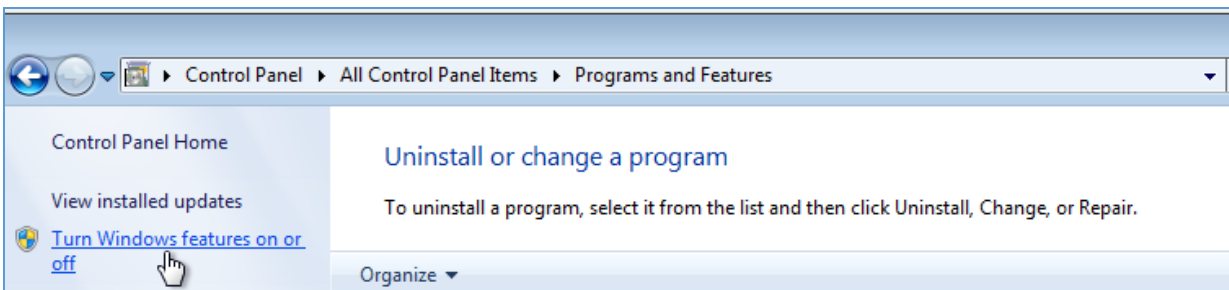 Control Panel All Control Panel Items Programs and Features
Control Panel Home
View installed updates
Turn Windows features on or
off
Uninstall or change a program
To uninstall a program, select it from the list and then click Uninstall, Change, or Repair.
Organize